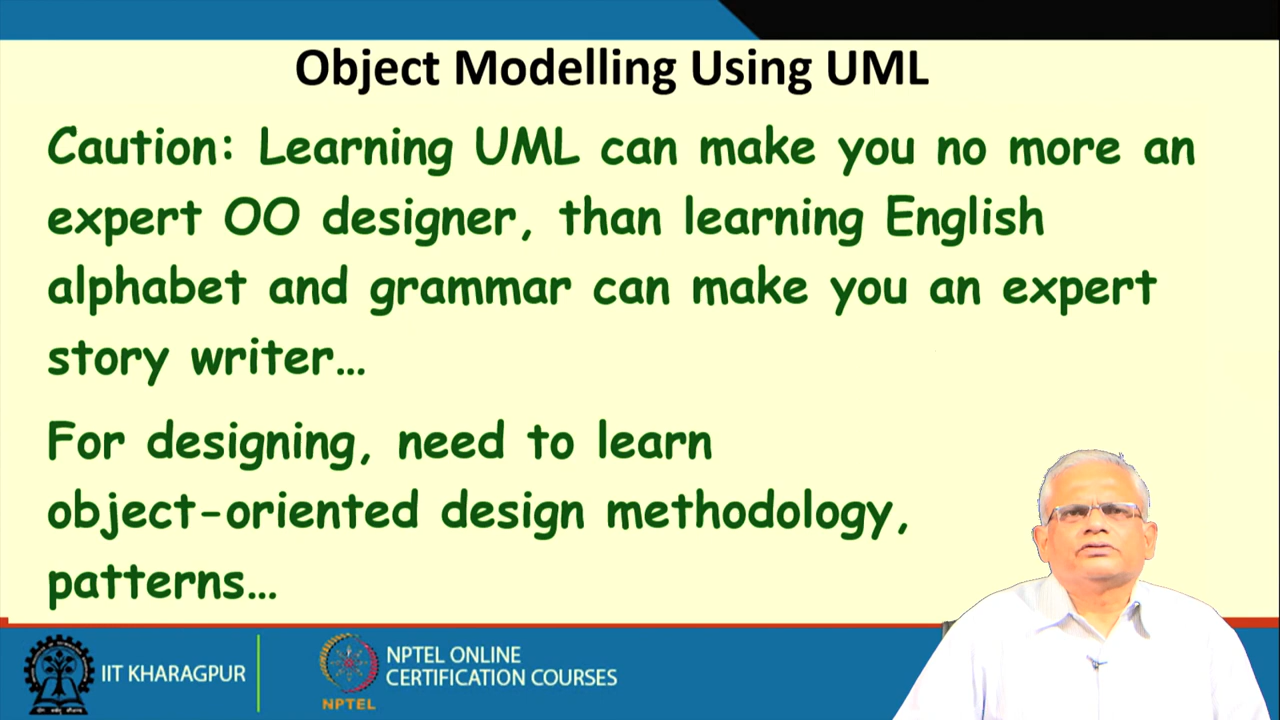 Object Modelling Using UML
Caution: Learning UML can make you no more an
expert OO designer, than learning English
alphabet and grammar can make you an expert
story writer…
For designing, need to learn
object-oriented design methodology,
patterns…
IIT KHARAGPUR
NPTEL ONLINE
CERTIFICATION COURSES
NPTEL